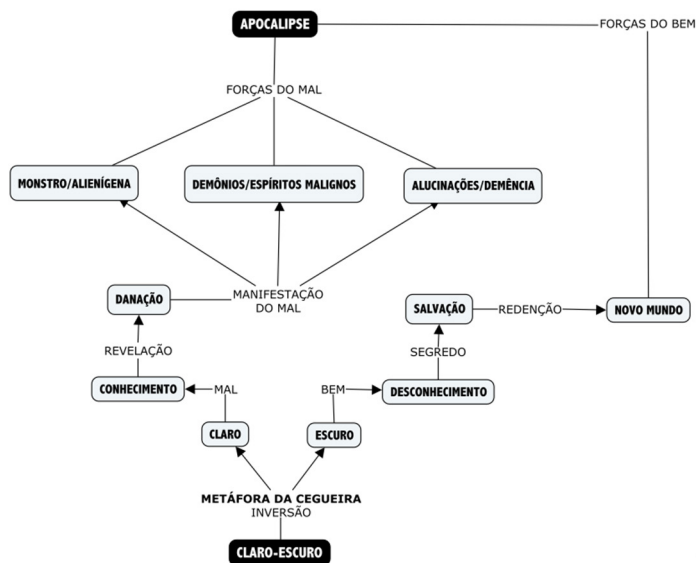 APOCALIPSE
FORÇAS DO BEM
FORÇAS DO MAL
MONSTRO/ALIENÍGENA
DEMÔNIOS/ESPÍRITOS MALIGNOS
ALUCINAÇÕES/DEMÊNCIA
DANAÇÃO
MANIFESTAÇÃO
DO MAL
SALVAÇÃO
REDENÇÃO
NOVO MUNDO
REVELAÇÃO
SEGREDO
CONHECIMENTO
MAL
BEM
DESCONHECIMENTO
CLARO
ESCURO
METÁFORA DA CEGUEIRA
INVERSÃO
CLARO-ESCURO